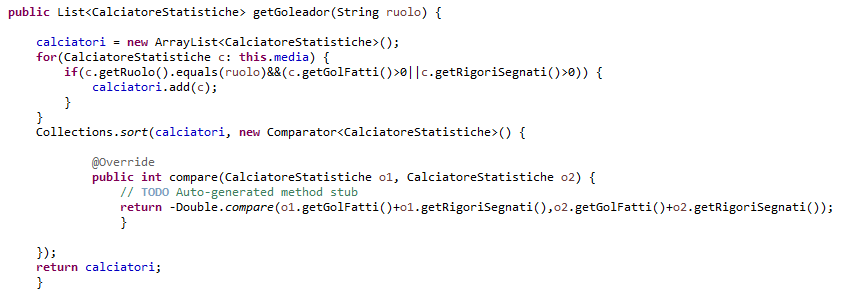 public List<CalciatoreStatistiche> getGoleador(String ruolo) {
calciatori = new ArrayList<CalciatoreStatistiche>();
for(CalciatoreStatistiche c: this.media) {
if(c.getRuolo().equals(ruolo)&&(c.getGolFatti()>0||c.getRigoriSegnati()>0)) {
calciatori.add(c);
}
}
Collections.sort(calciatori, new Comparator<CalciatoreStatistiche>() {
@Override
public int compare(CalciatoreStatistiche o1, CalciatoreStatistiche o2) {
// TODO Auto-generated method stub
return -Double.compare(o1.getGolFatti()+o1.getRigoriSegnati(),o2.getGolFatti()+o2.getRigoriSegnati());
}
});
return calciatori;
}